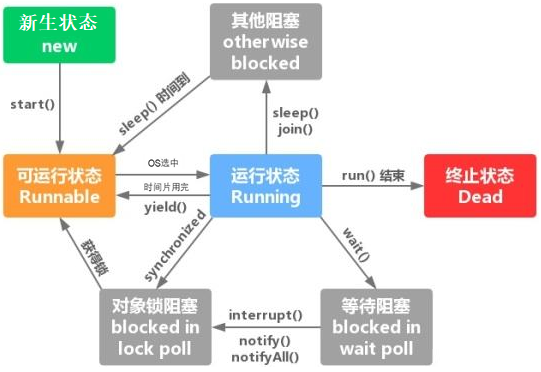 新生状态
new
其他阻塞
otherwise
blocked
start()
sleep() 时间到
sleep()
join()
可运行状态
Runnable
OS选中
时间片用完
yield()
运行状态
Running
run() 结束
终止状态
Dead
获得锁
synchronized
wait()
对象锁阻塞
blocked in
lock poll
interrupt()
notify()
notifyAll()
等待阻塞
blocked in
wait poll